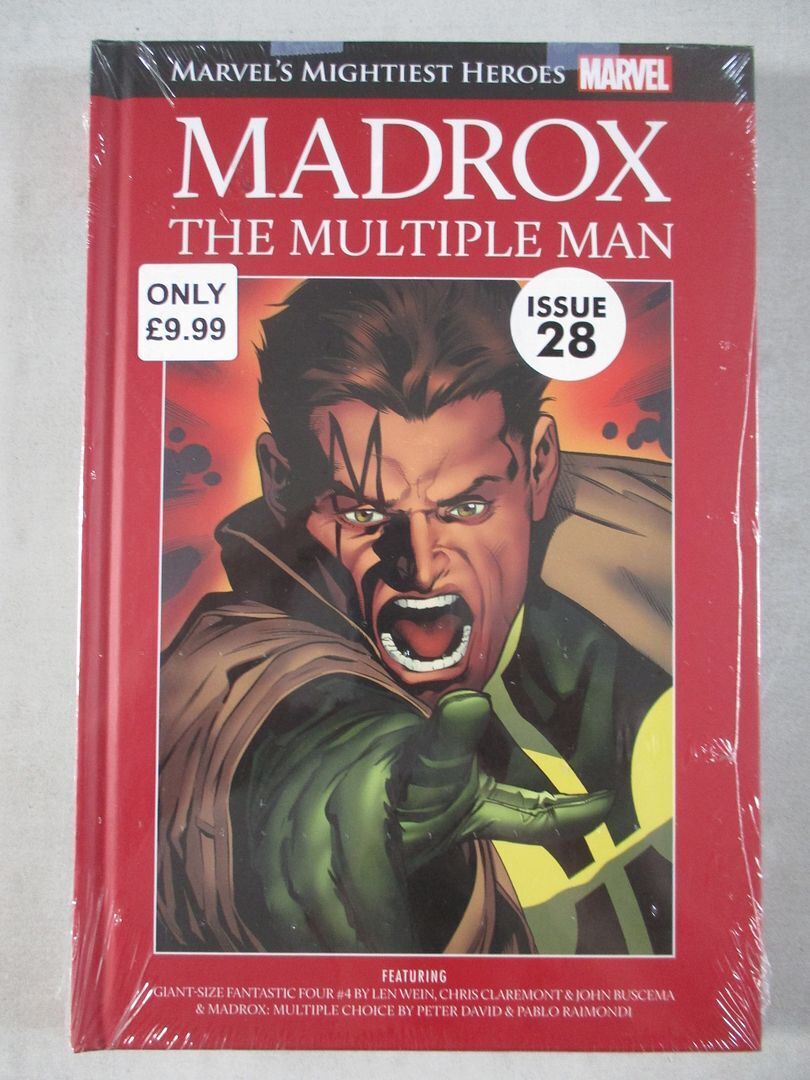 MARVEL'S MIGHTIEST HEROES MARVEL
MADROX
THE MULTIPLE MAN
ONLY
£9.99
ISSUE
28
M
FEATURING
GIANT-SIZE FANTASTIC FOUR #4 BY LEN WEIN, CHRIS CLAREMONT & JOHN BUSCEMA
& MADROX: MULTIPLE CHOICE BY PETER DAVID & PABLO RAIMONDI